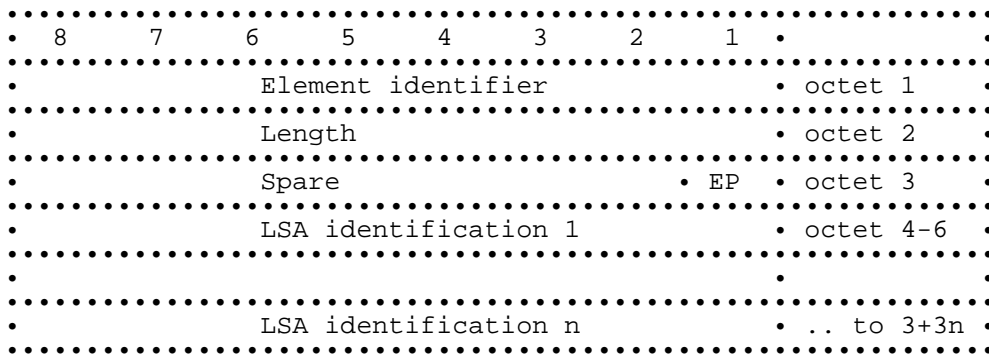 8 7 6 5 4 3 2 1
Element identifier octet 1
Length octet 2
Spare EP octet 3
LSA identification 1 octet 4-6
LSA identification n .. to 3+3n